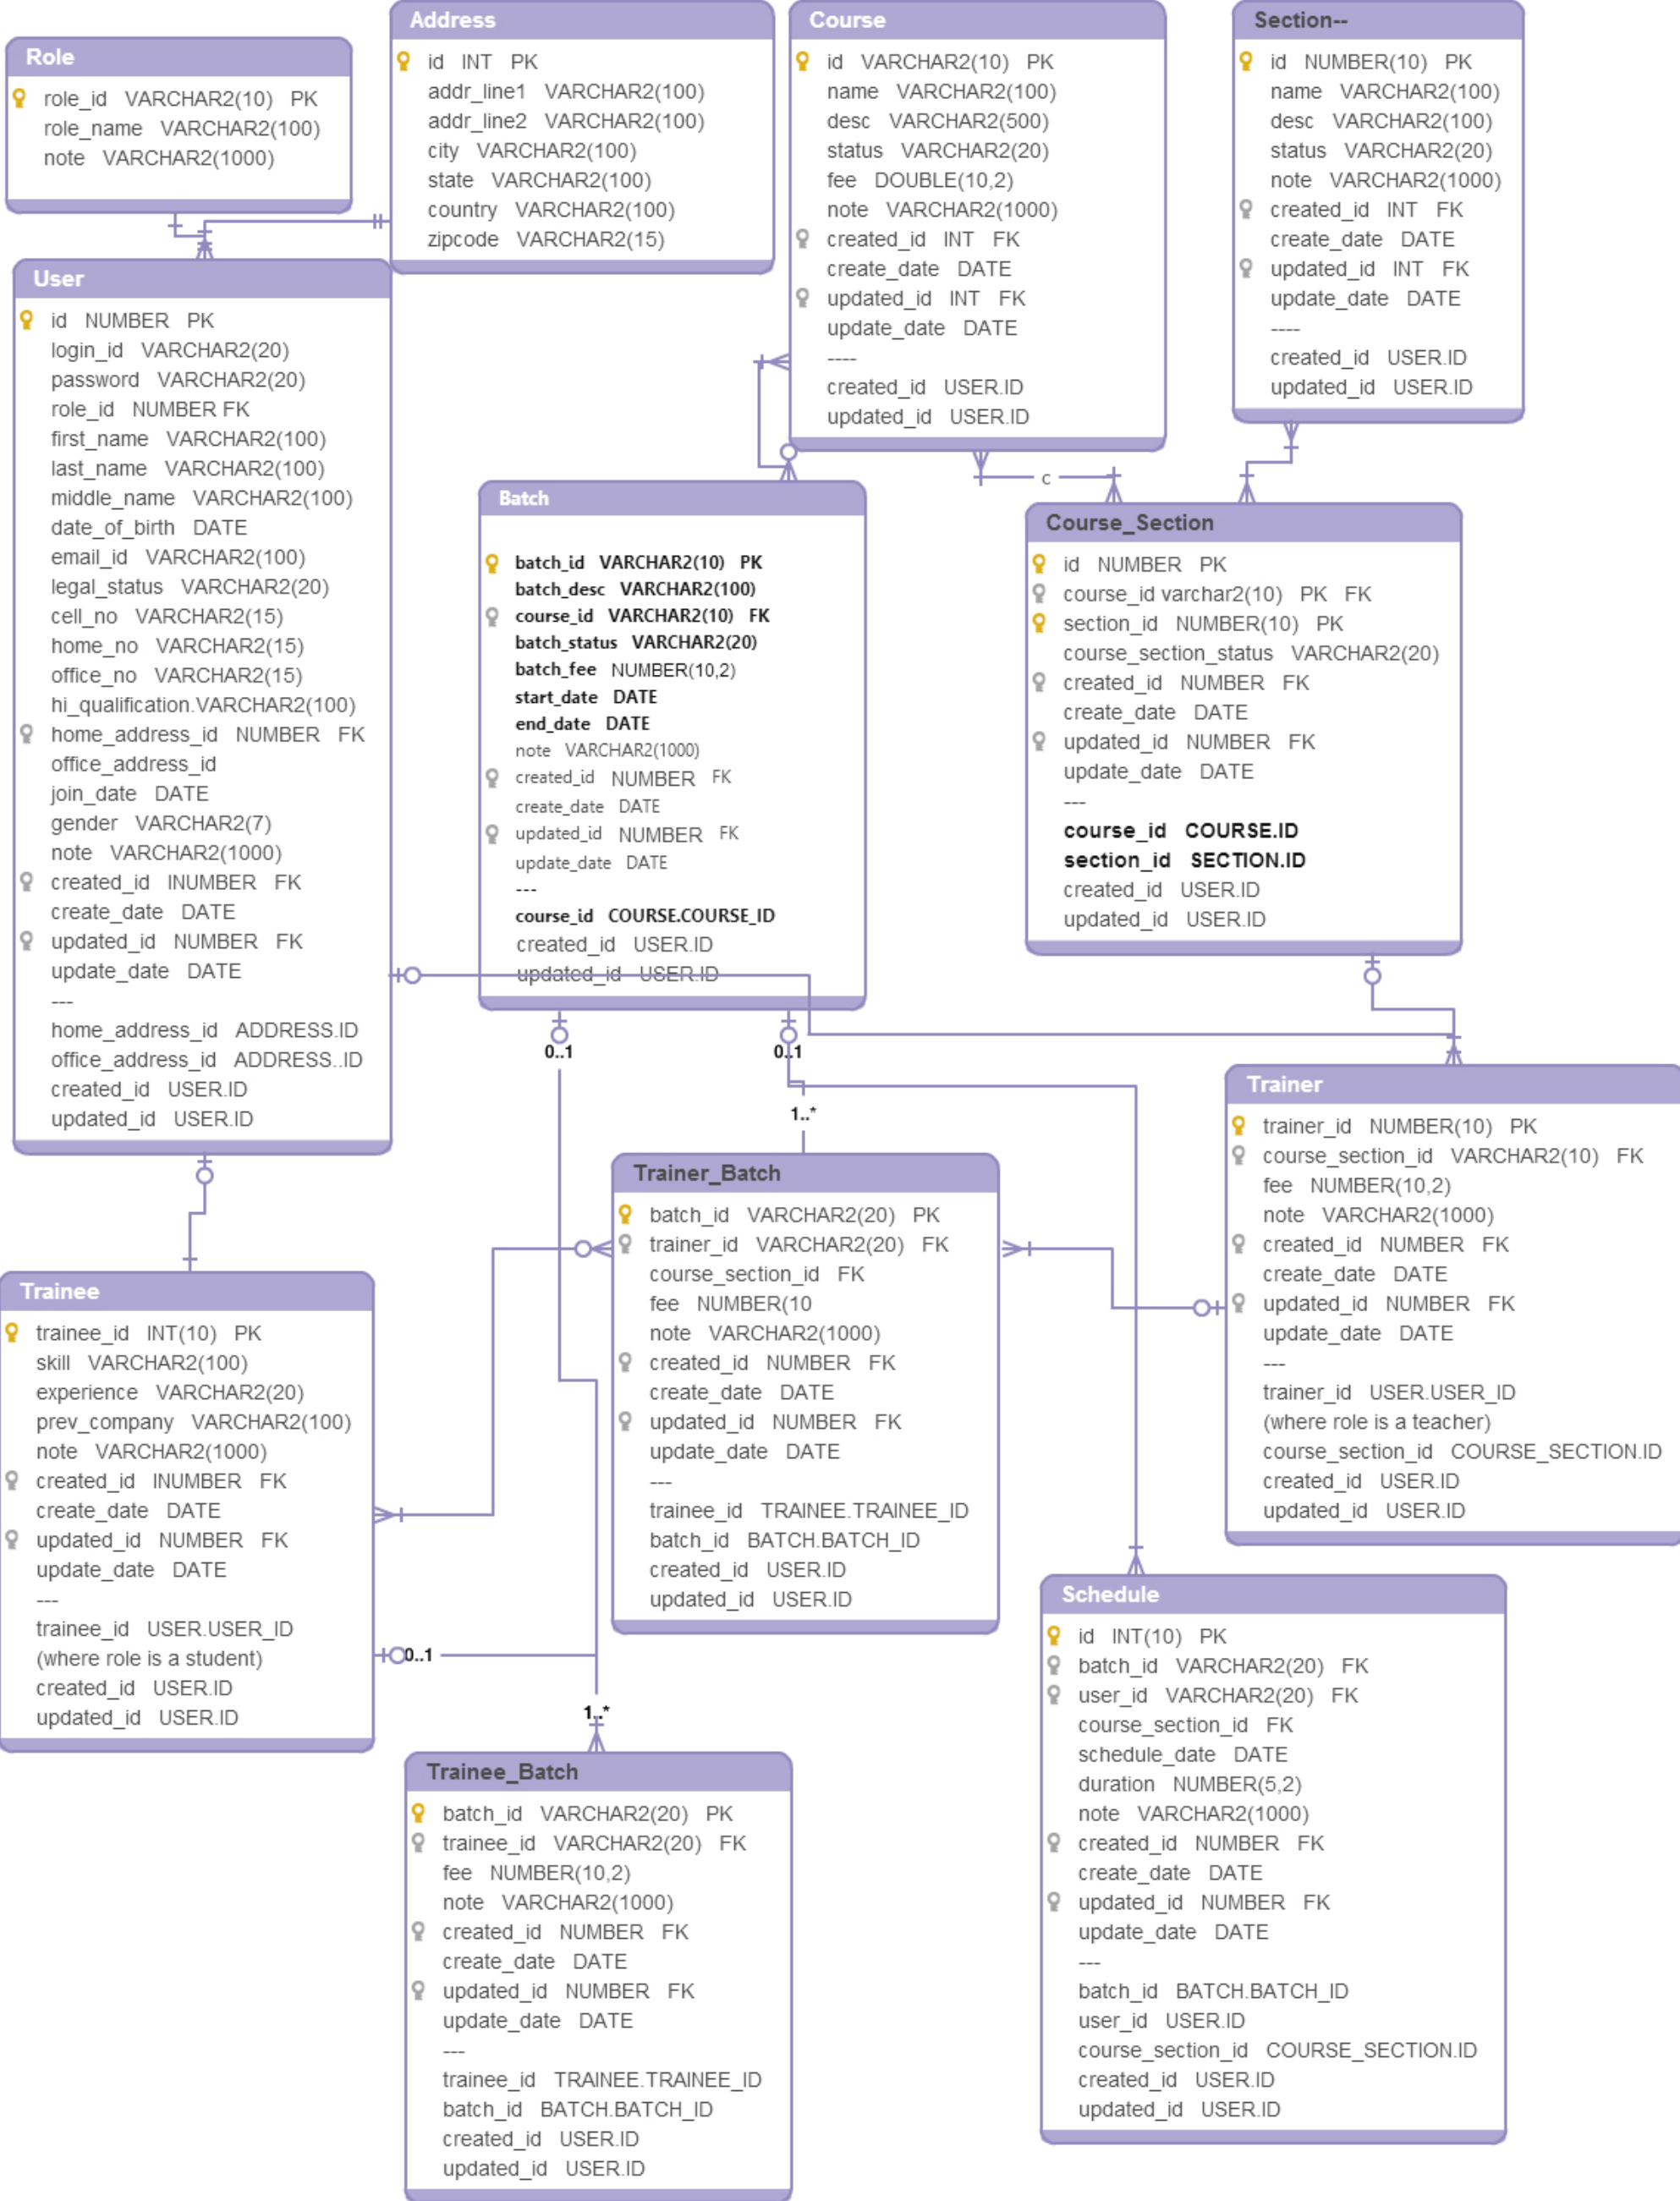 Role
role_id VARCHAR2(10) PK
role_name VARCHAR2(100)
note VARCHAR2(1000)
Address
id INT PK
addr_line1 VARCHAR2(100)
addr_line2 VARCHAR2(100)
city VARCHAR2(100)
state VARCHAR2(100)
country VARCHAR2(100)
zipcode VARCHAR2(15)
Course
id VARCHAR2(10) PK
name VARCHAR2(100)
desc VARCHAR2(500)
status VARCHAR2(20)
fee DOUBLE(10,2)
note VARCHAR2(1000)
created_id INT FK
create_date DATE
updated_id INT FK
update_date DATE
----
created_id USER.ID
updated_id USER.ID
Section--
id NUMBER(10) PK
name VARCHAR2(100)
desc VARCHAR2(100)
status VARCHAR2(20)
note VARCHAR2(1000)
created_id INT FK
create_date DATE
updated_id INT FK
update_date DATE
----
created_id USER.ID
updated_id USER.ID
User
id NUMBER PK
login_id VARCHAR2(20)
password VARCHAR2(20)
role_id NUMBER FK
first_name VARCHAR2(100)
last_name VARCHAR2(100)
middle_name VARCHAR2(100)
date_of_birth DATE
email_id VARCHAR2(100)
legal_status VARCHAR2(20)
cell_no VARCHAR2(15)
home_no VARCHAR2(15)
office_no VARCHAR2(15)
hi_qualification.VARCHAR2(100)
home_address_id NUMBER FK
office_address_id
join_date DATE
gender VARCHAR2(7)
note VARCHAR2(1000)
created_id INUMBER FK
create_date DATE
updated_id NUMBER FK
update_date DATE
---
home_address_id ADDRESS.ID
office_address_id ADDRESS..ID
created_id USER.ID
updated_id USER.ID
Batch
batch_id VARCHAR2(10) PK
batch_desc VARCHAR2(100)
course_id VARCHAR2(10) FK
batch_status VARCHAR2(20)
batch_fee NUMBER(10,2)
start_date DATE
end_date DATE
note VARCHAR2(1000)
created_id NUMBER FK
create_date DATE
updated_id NUMBER FK
update_date DATE
---
course_id COURSE.COURSE_ID
created_id USER.ID
updated_id USER.ID
c
Course_Section
id NUMBER PK
course_id varchar2(10) PK FK
section_id NUMBER(10) PK
course_section_status VARCHAR2(20)
created_id NUMBER FK
create_date DATE
updated_id NUMBER FK
update_date DATE
---
course_id COURSE.ID
section_id SECTION.ID
created_id USER.ID
updated_id USER.ID
0..1
0..1
1..*
Trainer_Batch
batch_id VARCHAR2(20) PK
trainer_id VARCHAR2(20) FK
course_section_id FK
fee NUMBER(10
note VARCHAR2(1000)
created_id NUMBER FK
create_date DATE
updated_id NUMBER FK
update_date DATE
---
trainee_id TRAINEE.TRAINEE_ID
batch_id BATCH.BATCH_ID
created_id USER.ID
updated_id USER.ID
Trainer
trainer_id NUMBER(10) PK
course_section_id VARCHAR2(10) FK
fee NUMBER(10,2)
note VARCHAR2(1000)
created_id NUMBER FK
create_date DATE
updated_id NUMBER FK
update_date DATE
---
trainer_id USER.USER_ID
(where role is a teacher)
course_section_id COURSE_SECTION.ID
created_id USER.ID
updated_id USER.ID
Trainee
trainee_id INT(10) PK
skill VARCHAR2(100)
experience VARCHAR2(20)
prev_company VARCHAR2(100)
note VARCHAR2(1000)
created_id INUMBER FK
create_date DATE
updated_id NUMBER FK
update_date DATE
---
trainee_id USER.USER_ID
(where role is a student)
created_id USER.ID
updated_id USER.ID
0..1
1..*
Trainee_Batch
batch_id VARCHAR2(20) PK
trainee_id VARCHAR2(20) FK
fee NUMBER(10,2)
note VARCHAR2(1000)
created_id NUMBER FK
create_date DATE
updated_id NUMBER FK
update_date DATE
---
trainee_id TRAINEE.TRAINEE_ID
batch_id BATCH.BATCH_ID
created_id USER.ID
updated_id USER.ID
Schedule
id INT(10) PK
batch_id VARCHAR2(20) FK
user_id VARCHAR2(20) FK
course_section_id FK
schedule_date DATE
duration NUMBER(5,2)
note VARCHAR2(1000)
created_id NUMBER FK
create_date DATE
updated_id NUMBER FK
update_date DATE
---
batch_id BATCH.BATCH_ID
user_id USER.ID
course_section_id COURSE_SECTION.ID
created_id USER.ID
updated_id USER.ID